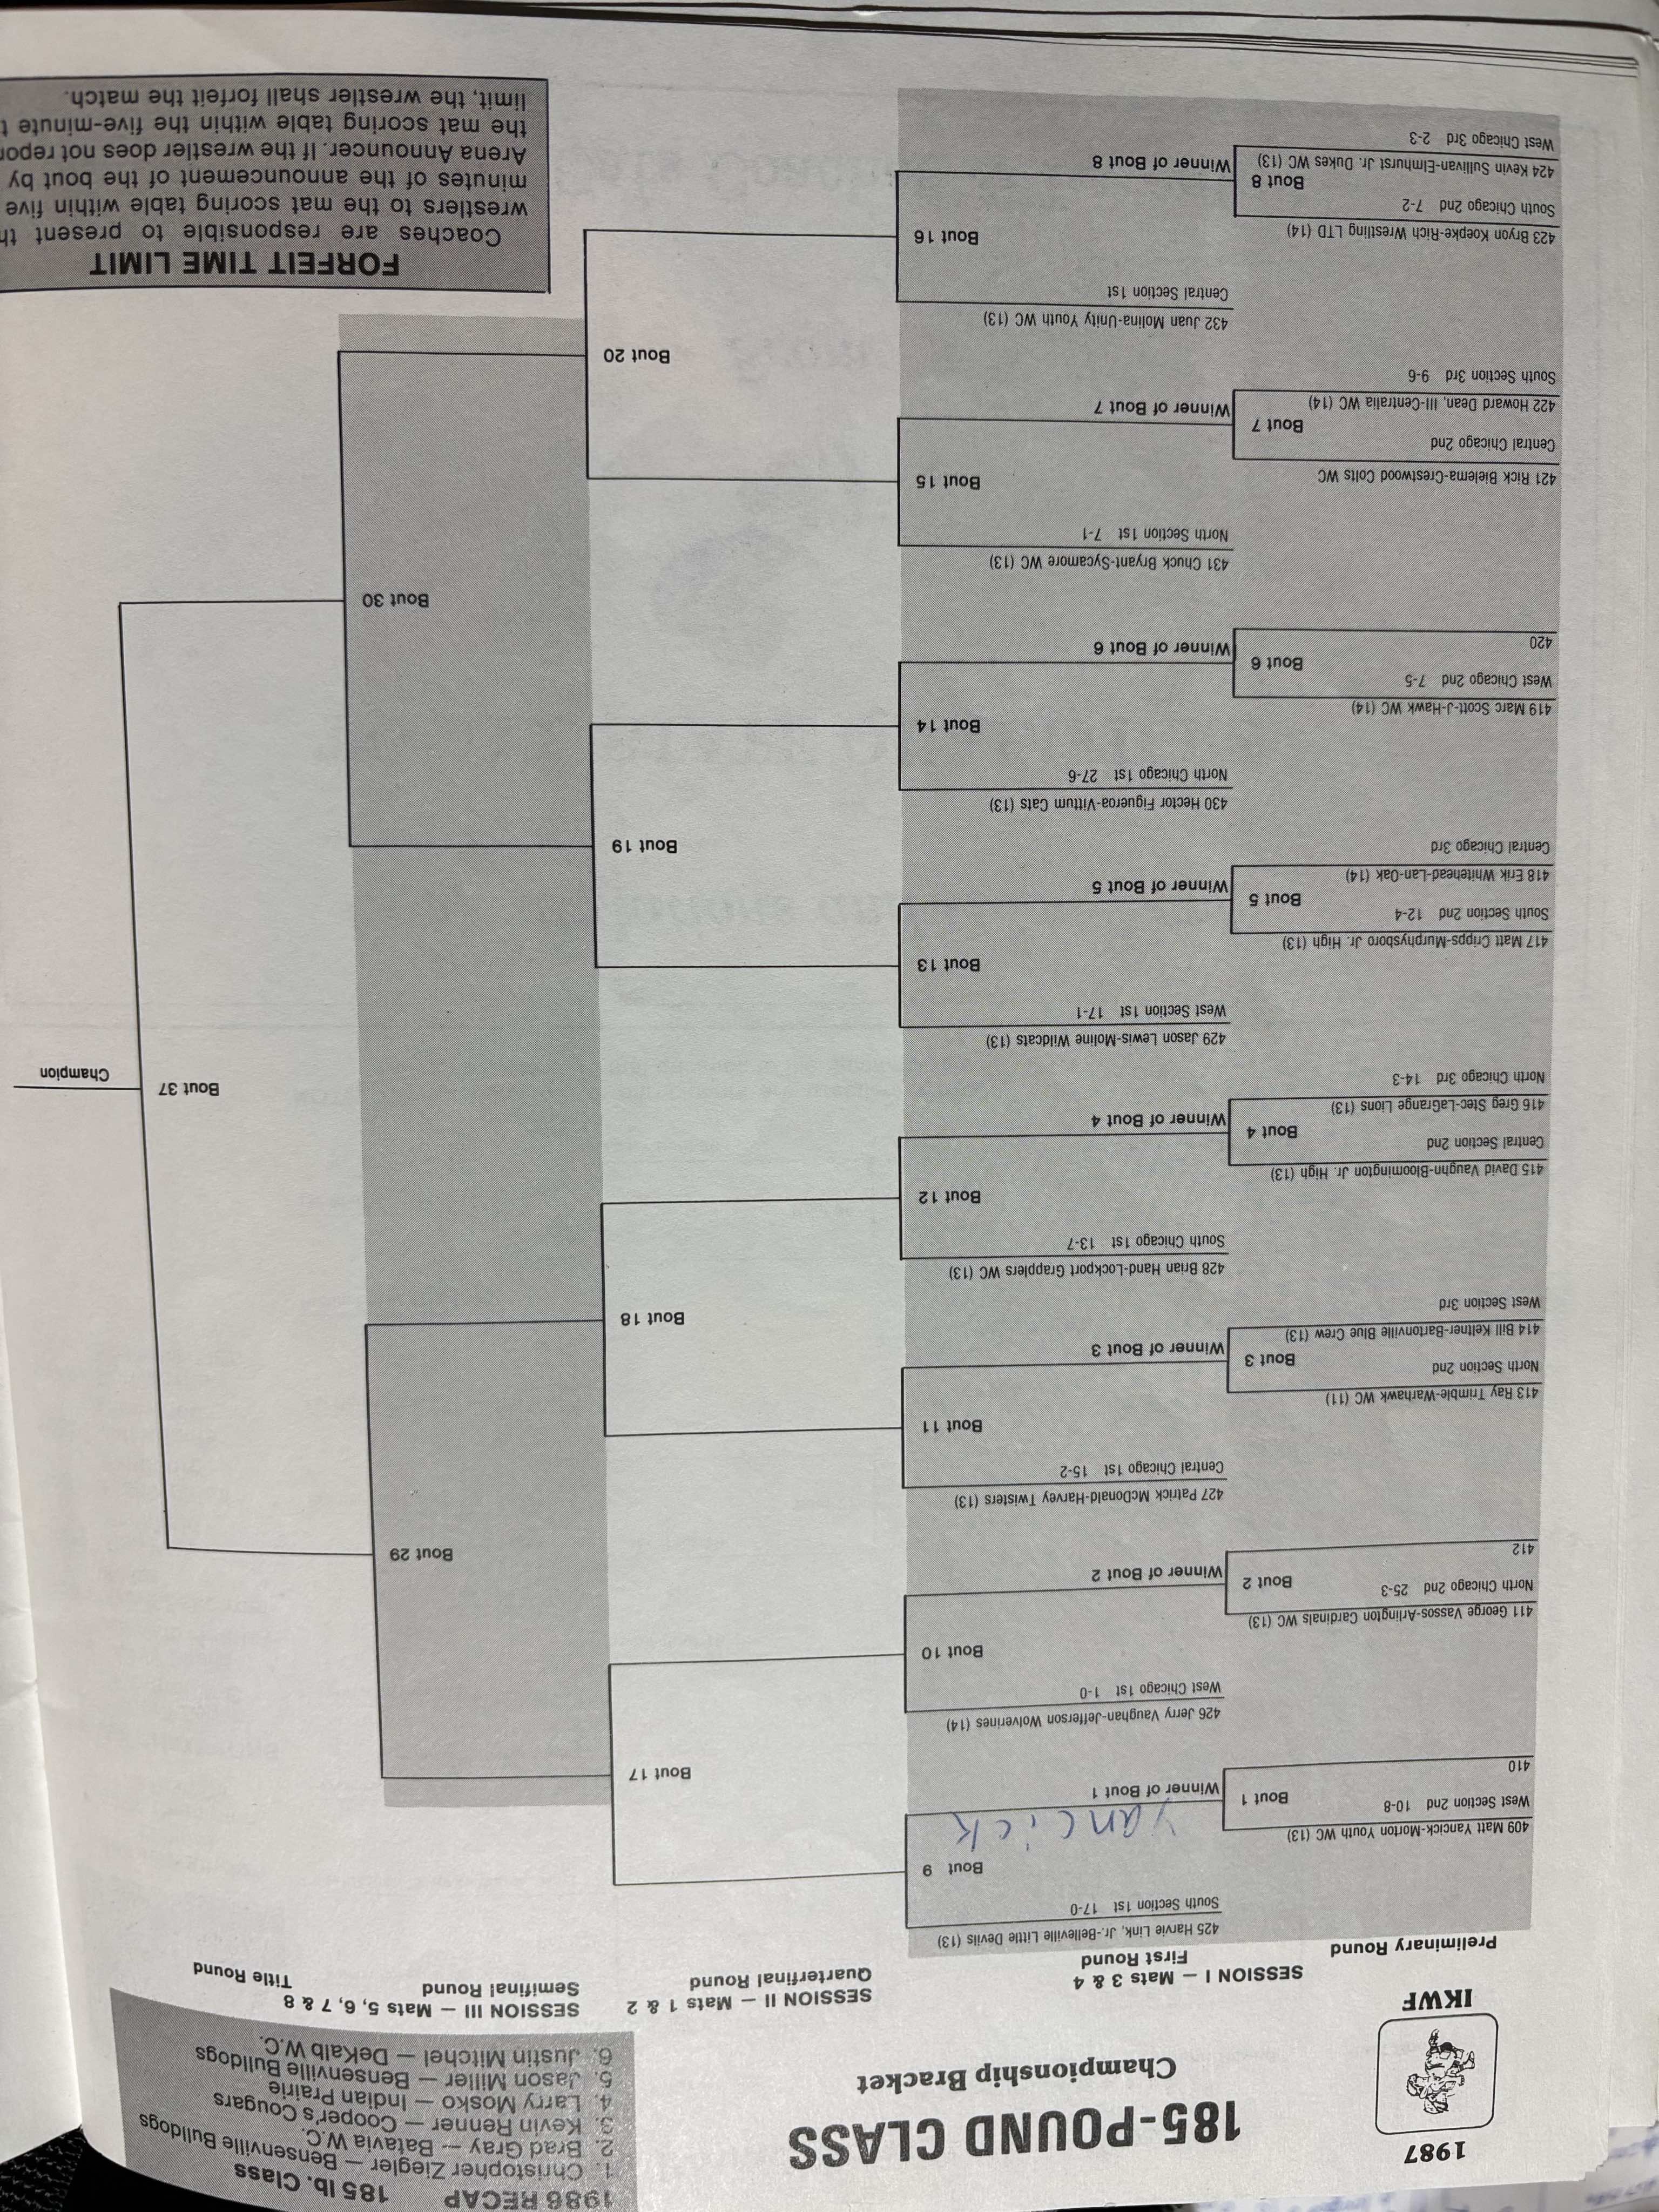 1987
IKWF
185-POUND CLASS
Championship Bracket
1986 RECAP 185 lb. Class
1. Christopher Ziegler — Bensenville Bulldogs
2. Brad Gray — Batavia W.C.
3. Kevin Renner — Cooper's Cougars
4. Larry Mosko — Indian Prairie
5. Jason Miller — Bensenville Bulldogs
6. Justin Mitchel — DeKalb W.C.
SESSION I — Mats 3 & 4
SESSION II — Mats 1 & 2
SESSION III — Mats 5, 6, 7 & 8
Preliminary Round
First Round
Quarterfinal Round
Semifinal Round
Title Round
425 Harvie Link, Jr.-Belleville Little Devils (13)
South Section 1st 17-0
Bout 9
409 Matt Yancick-Morton Youth WC (13)
West Section 2nd 10-8
Bout 1
Yancick
Winner of Bout 1
410
Bout 17
426 Jerry Vaughan-Jefferson Wolverines (14)
West Chicago 1st 1-0
Bout 10
411 George Vassos-Arlington Cardinals WC (13)
North Chicago 2nd 25-3
Bout 2
Winner of Bout 2
412
Bout 29
427 Patrick McDonald-Harvey Twisters (13)
Central Chicago 1st 15-2
Bout 11
413 Ray Trimble-Warhawk WC (11)
North Section 2nd
Bout 3
Winner of Bout 3
414 Bill Keltner-Bartonville Blue Crew (13)
West Section 3rd
Bout 18
428 Brian Hand-Lockport Grapplers WC (13)
South Chicago 1st 13-7
Bout 12
415 David Vaughn-Bloomington Jr. High (13)
Central Section 2nd
Bout 4
Winner of Bout 4
416 Greg Stec-LaGrange Lions (13)
North Chicago 3rd 14-3
Bout 37
Champion
429 Jason Lewis-Moline Wildcats (13)
West Section 1st 17-1
Bout 13
417 Matt Cripps-Murphysboro Jr. High (13)
South Section 2nd 12-4
Bout 5
Winner of Bout 5
418 Erik Whitehead-Lan-Oak (14)
Central Chicago 3rd
Bout 19
430 Hector Figueroa-Vittum Cats (13)
North Chicago 1st 27-6
Bout 14
419 Marc Scott-J-Hawk WC (14)
West Chicago 2nd 7-5
Bout 6
Winner of Bout 6
420
Bout 30
431 Chuck Bryant-Sycamore WC (13)
North Section 1st 7-1
Bout 15
421 Rick Bielema-Crestwood Colts WC
Central Chicago 2nd
Bout 7
Winner of Bout 7
422 Howard Dean, III-Centralia WC (14)
South Section 3rd 9-6
Bout 20
432 Juan Molina-Unity Youth WC (13)
Central Section 1st
Bout 16
423 Bryon Koepke-Rich Wrestling LTD (14)
South Chicago 2nd 7-2
Bout 8
Winner of Bout 8
424 Kevin Sullivan-Elmhurst Jr. Dukes WC (13)
West Chicago 3rd 2-3
FORFEIT TIME LIMIT
Coaches are responsible to present th
wrestlers to the mat scoring table within five
minutes of the announcement of the bout by
Arena Announcer. If the wrestler does not repor
the mat scoring table within the five-minute t
limit, the wrestler shall forfeit the match.